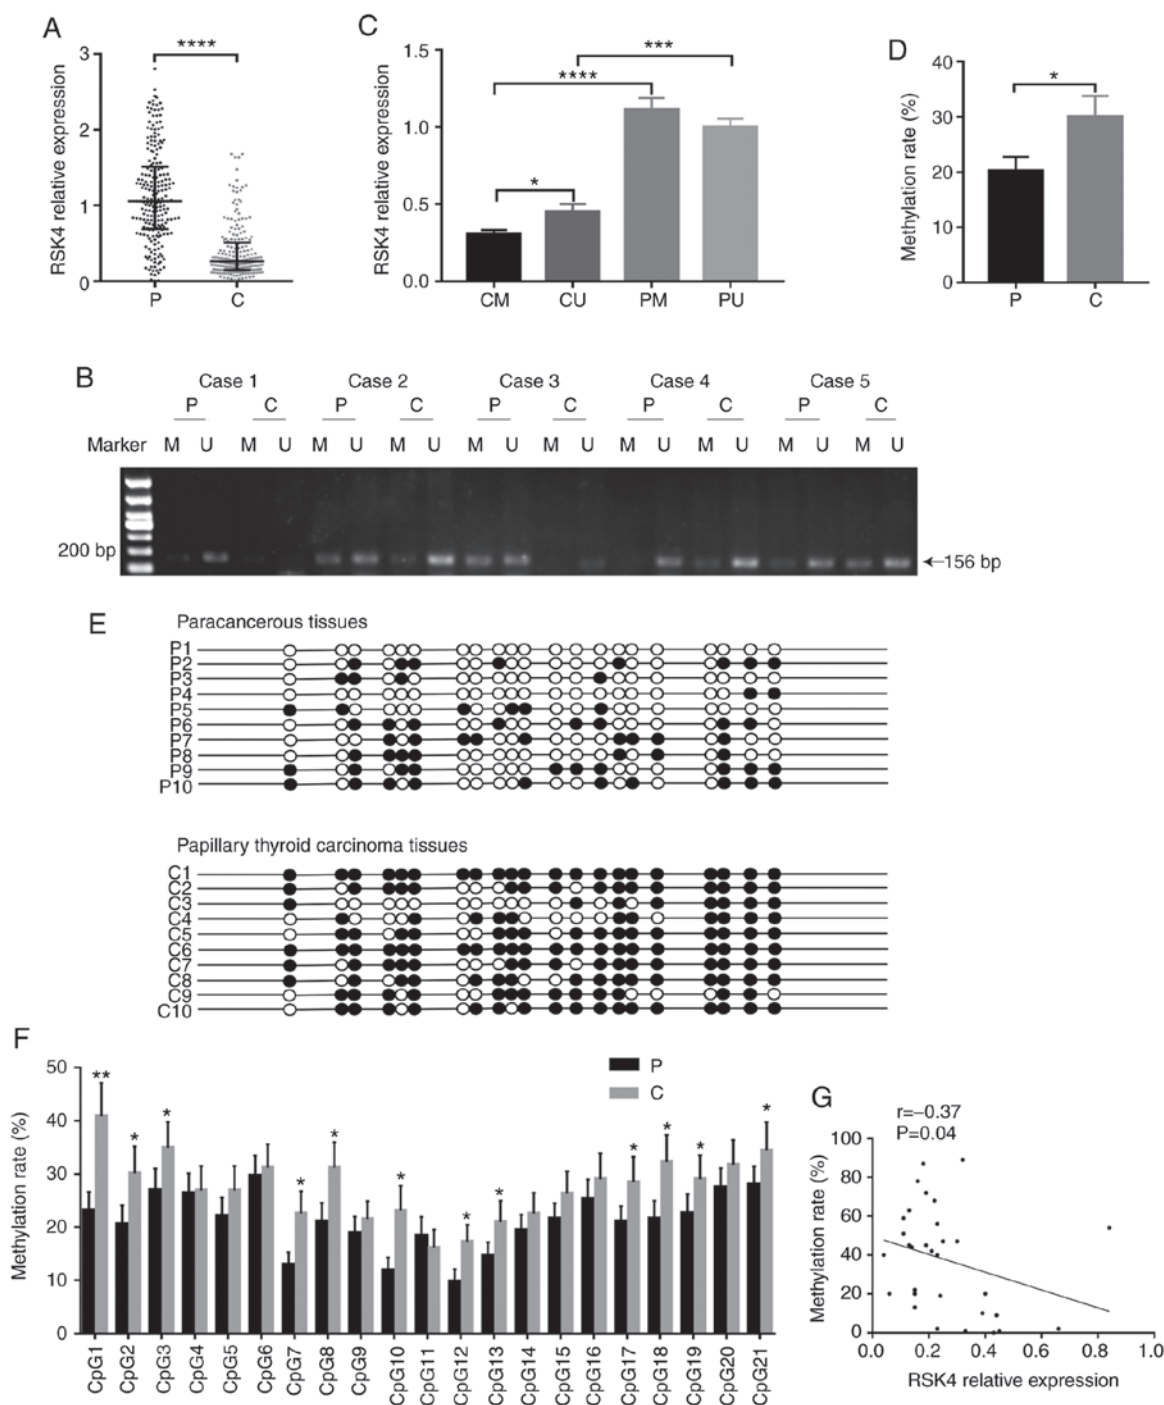 A
****
3
2
1
0
RSK4 relative expression
P C
C
***
****
*
1.5
1.0
0.5
0.0
RSK4 relative expression
CM CU PM PU
D
*
40
30
20
10
0
Methylation rate (%)
P C
B
Case 1 Case 2 Case 3 Case 4 Case 5
P C P C P C P C P C
Marker M U M U M U M U M U M U M U M U M U M U
200 bp
←156 bp
E
Paracancerous tissues
P1
P2
P3
P4
P5
P6
P7
P8
P9
P10
Papillary thyroid carcinoma tissues
C1
C2
C3
C4
C5
C6
C7
C8
C9
C10
F
P
C
50
40
30
20
10
0
Methylation rate (%)
** * * * * * * * * * * *
CpG1 CpG2 CpG3 CpG4 CpG5 CpG6 CpG7 CpG8 CpG9 CpG10 CpG11 CpG12 CpG13 CpG14 CpG15 CpG16 CpG17 CpG18 CpG19 CpG20 CpG21
G
r=−0.37
P=0.04
100
80
60
40
20
0
Methylation rate (%)
0.0 0.2 0.4 0.6 0.8 1.0
RSK4 relative expression